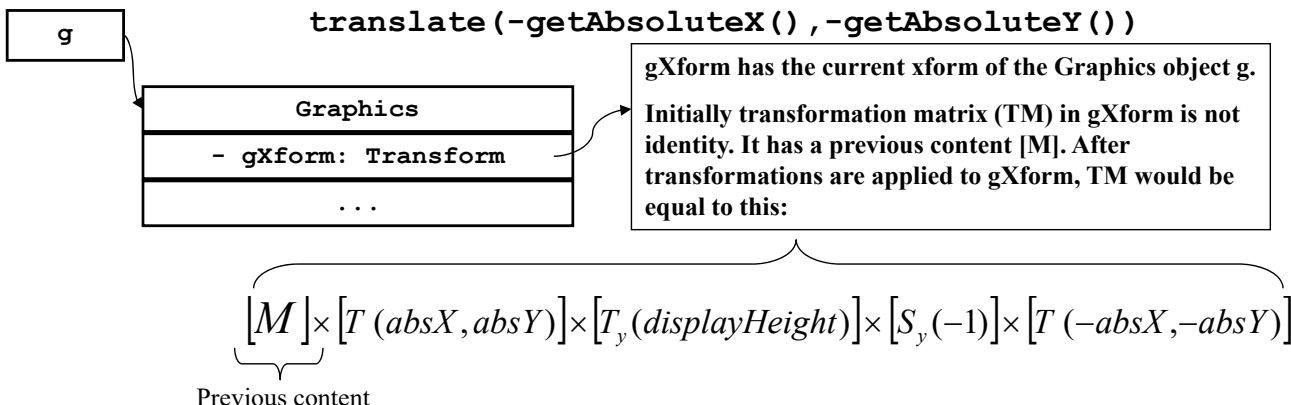 translate(-getAbsoluteX(),-getAbsoluteY())
g
gXform has the current xform of the Graphics object g.
Graphics
Initially transformation matrix (TM) in gXform is not
- gXform: Transform
identity. It has a previous content [M]. After
transformations are applied to gXform, TM would be
...
equal to this:
[M]×[T (absX,absY)]×[T_y(displayHeight)]×[S_y(-1)]×[T (-absX,-absY)]
Previous content